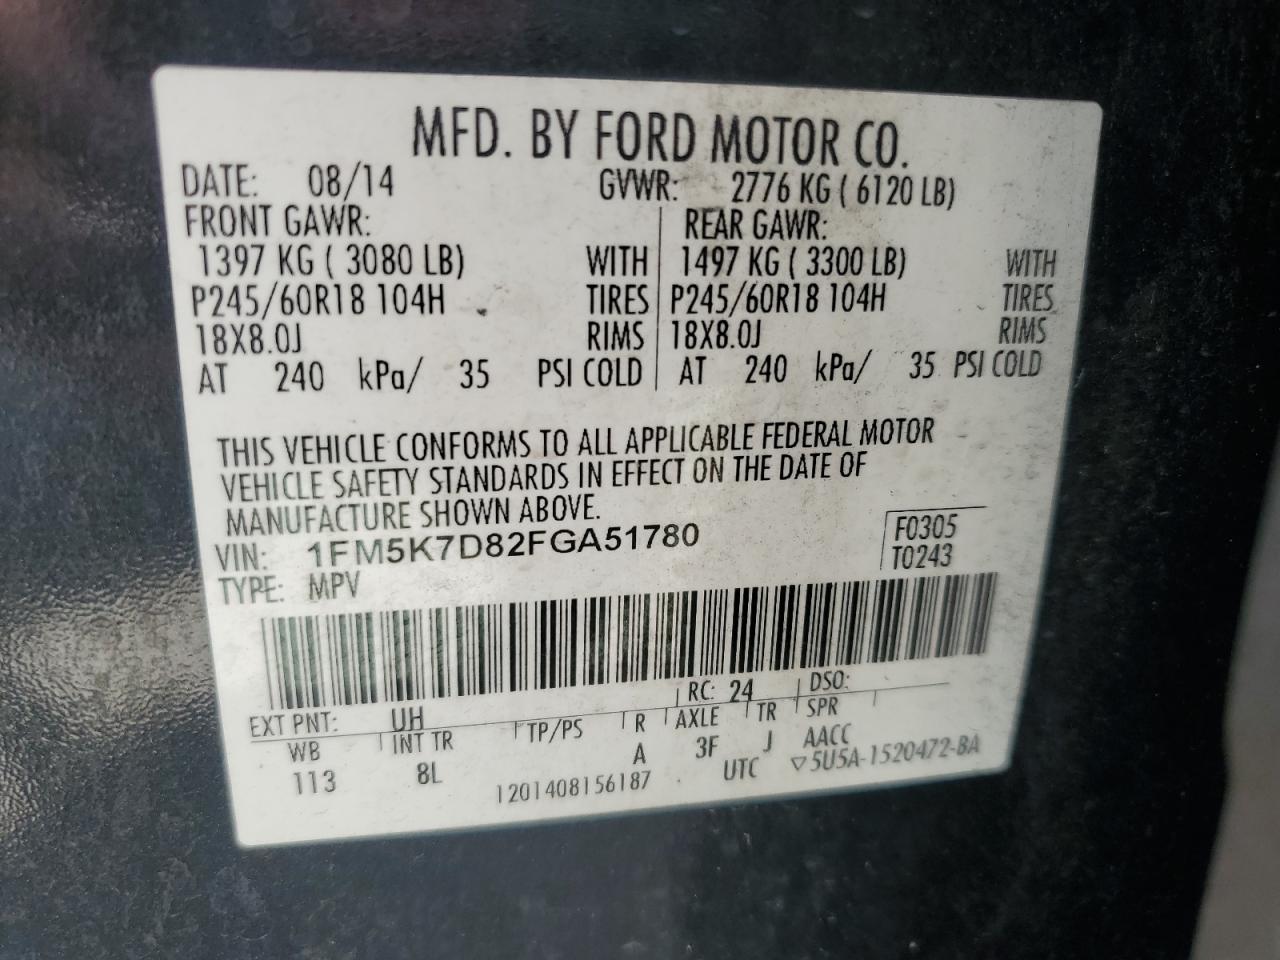 MFD. BY FORD MOTOR CO.
DATE: 08/14 GVWR: 2776 KG ( 6120 LB)
FRONT GAWR: REAR GAWR:
1397 KG ( 3080 LB) WITH 1497 KG ( 3300 LB) WITH
P245/60R18 104H TIRES P245/60R18 104H TIRES
18X8.0J RIMS 18X8.0J RIMS
AT 240 kPa/ 35 PSI COLD AT 240 kPa/ 35 PSI COLD
THIS VEHICLE CONFORMS TO ALL APPLICABLE FEDERAL MOTOR
VEHICLE SAFETY STANDARDS IN EFFECT ON THE DATE OF
MANUFACTURE SHOWN ABOVE.
VIN: 1FM5K7D82FGA51780 F0305
TYPE: MPV T0243
EXT PNT: UH RC: 24 DSO:
WB INT TR TP/PS R AXLE TR SPR
113 8L A 3F J AACC
1201408156187 UTC ▽5U5A-1520472-BA